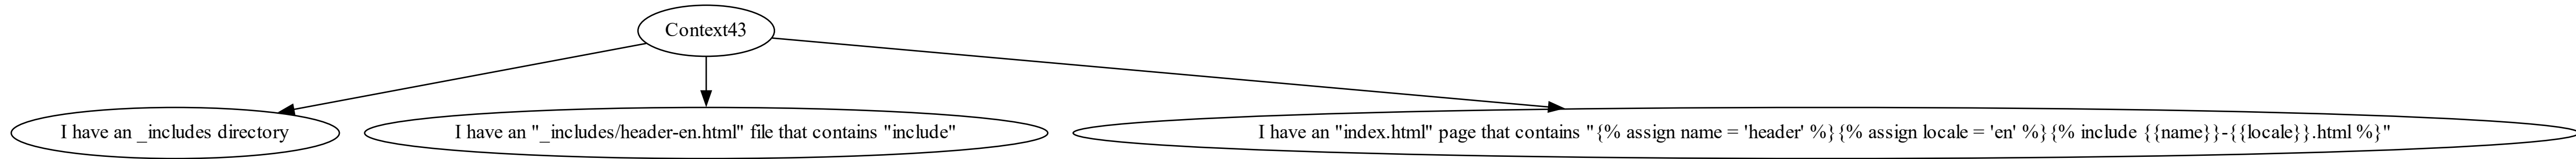 Context43
I have an _includes directory
I have an "_includes/header-en.html" file that contains "include"
I have an "index.html" page that contains "{% assign name = 'header' %}{% assign locale = 'en' %}{% include {{name}}-{{locale}}.html %}"